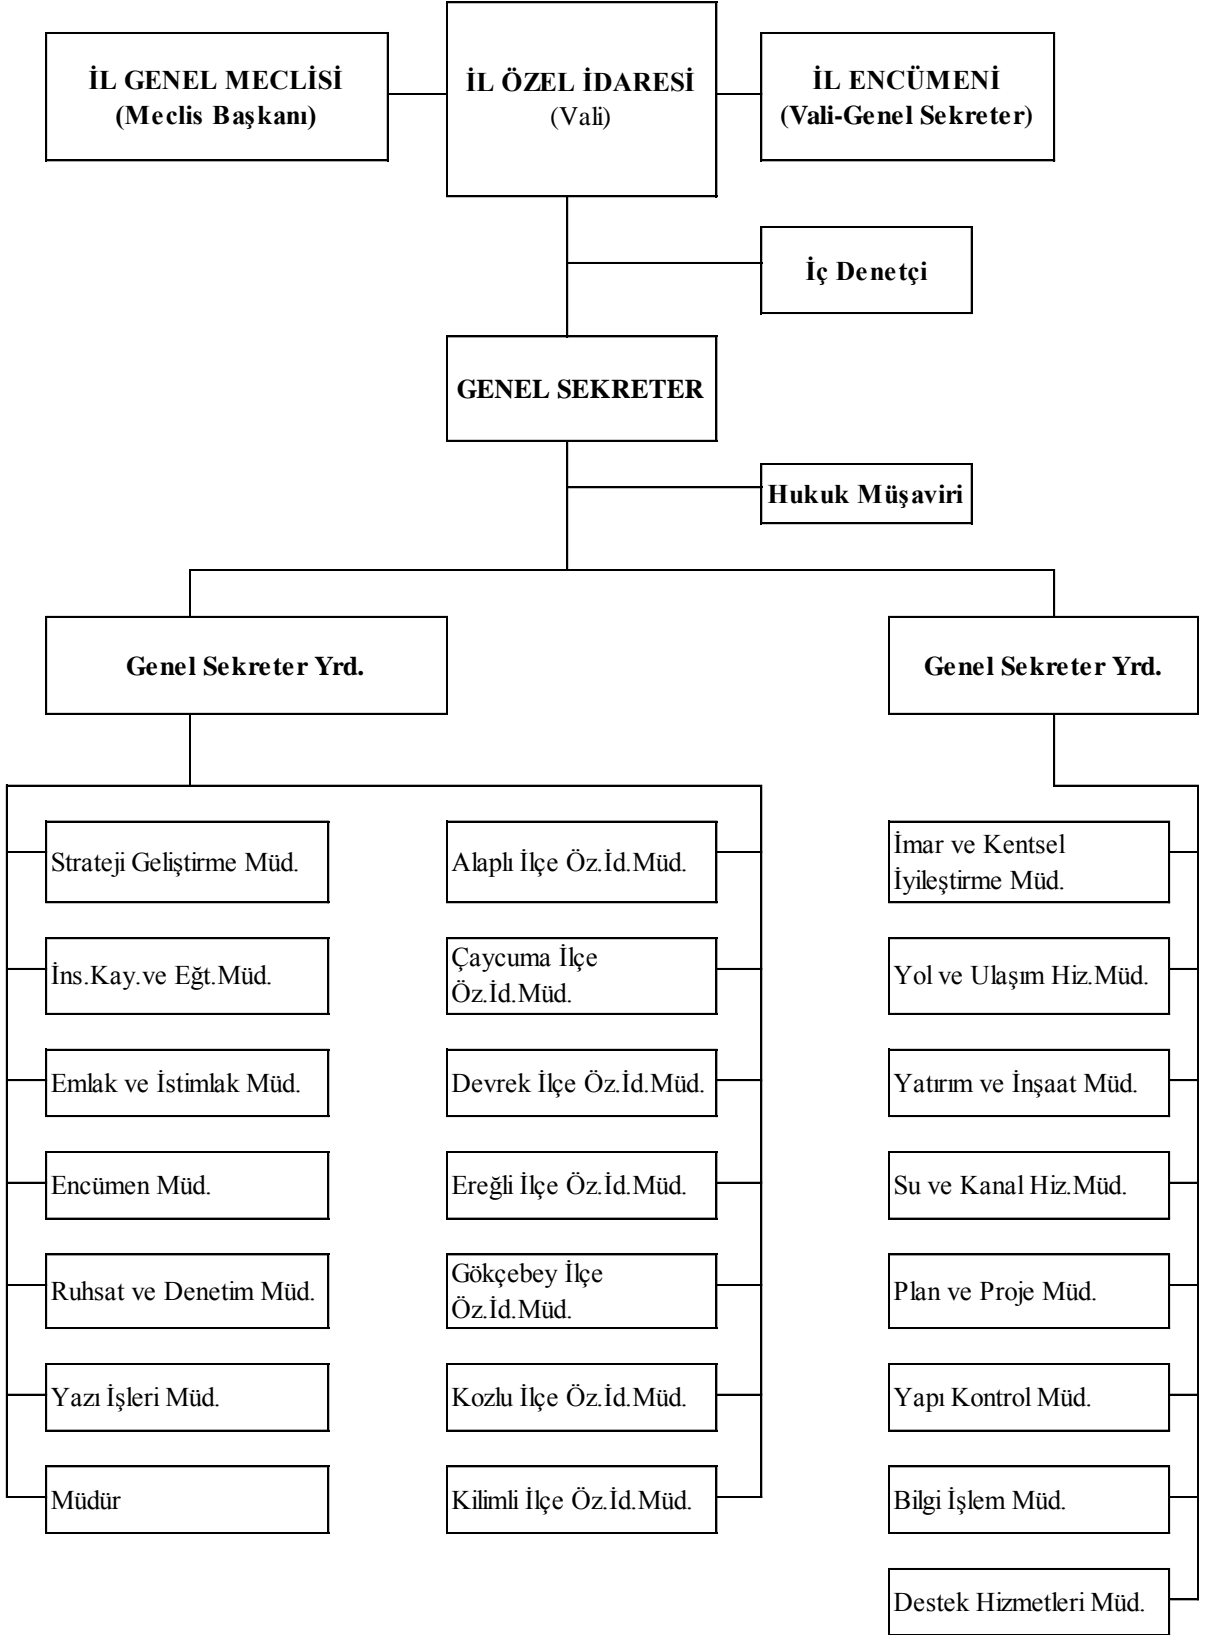 İL GENEL MECLİSİ
(Meclis Başkanı)
İL ÖZEL İDARESİ
(Vali)
İL ENCÜMENİ
(Vali-Genel Sekreter)
İç Denetçi
GENEL SEKRETER
Hukuk Müşaviri
Genel Sekreter Yrd.
Genel Sekreter Yrd.
Strateji Geliştirme Müd.
İns.Kay.ve Eğt.Müd.
Emlak ve İstimlak Müd.
Encümen Müd.
Ruhsat ve Denetim Müd.
Yazı İşleri Müd.
Müdür
Alaplı İlçe Öz.İd.Müd.
Çaycuma İlçe
Öz.İd.Müd.
Devrek İlçe Öz.İd.Müd.
Ereğli İlçe Öz.İd.Müd.
Gökçebey İlçe
Öz.İd.Müd.
Kozlu İlçe Öz.İd.Müd.
Kilimli İlçe Öz.İd.Müd.
İmar ve Kentsel
İyileştirme Müd.
Yol ve Ulaşım Hiz.Müd.
Yatırım ve İnşaat Müd.
Su ve Kanal Hiz.Müd.
Plan ve Proje Müd.
Yapı Kontrol Müd.
Bilgi İşlem Müd.
Destek Hizmetleri Müd.